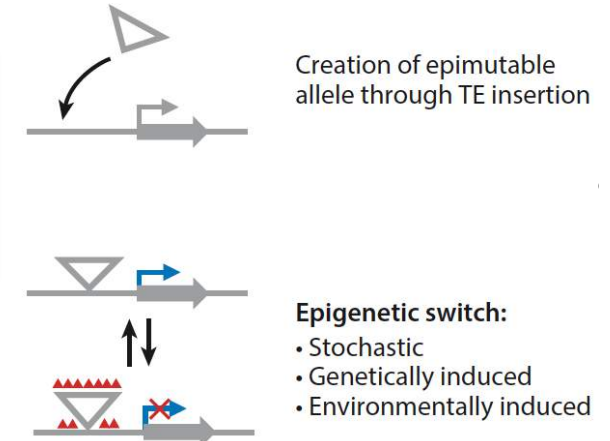 Creation of epimutable
allele through TE insertion
Epigenetic switch:
• Stochastic
• Genetically induced
• Environmentally induced